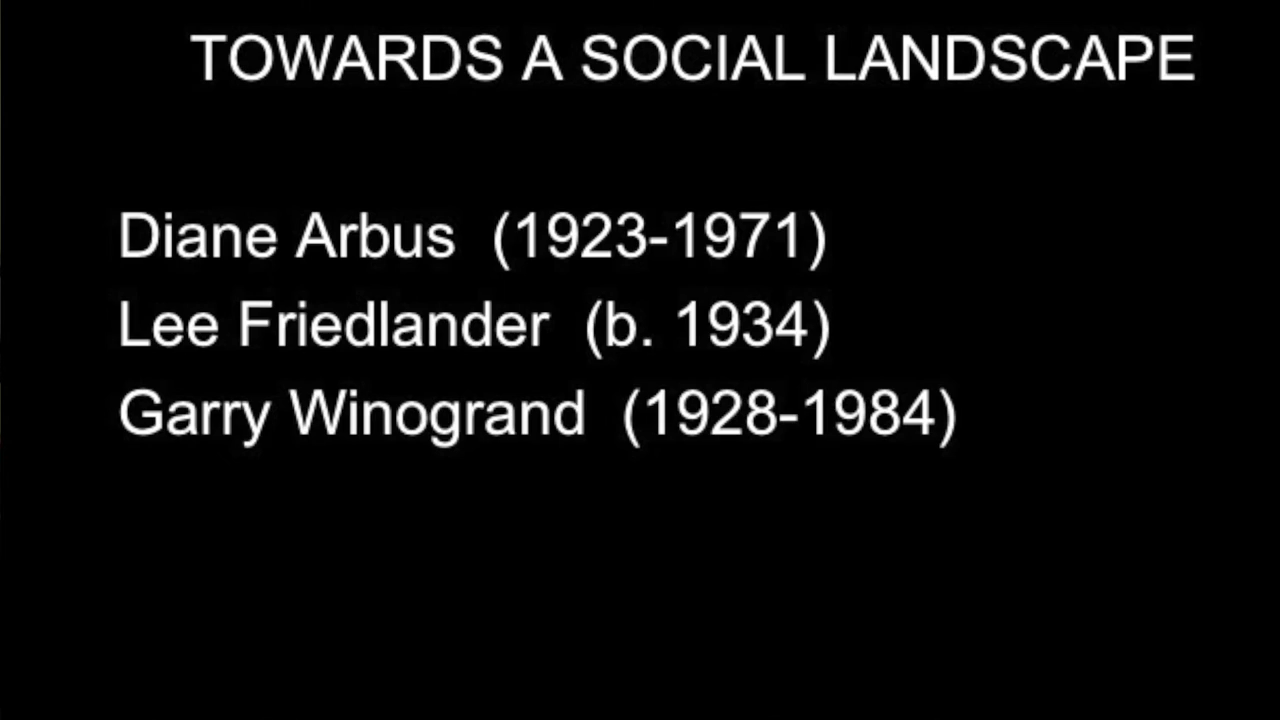 TOWARDS A SOCIAL LANDSCAPE
Diane Arbus (1923-1971)
Lee Friedlander (b. 1934)
Garry Winogrand (1928-1984)